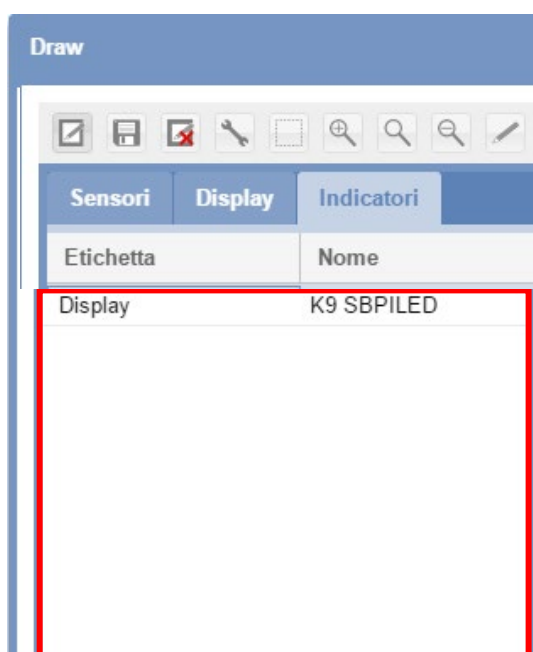 Draw
Sensori Display Indicatori
Etichetta Nome
Display K9 SBPILED